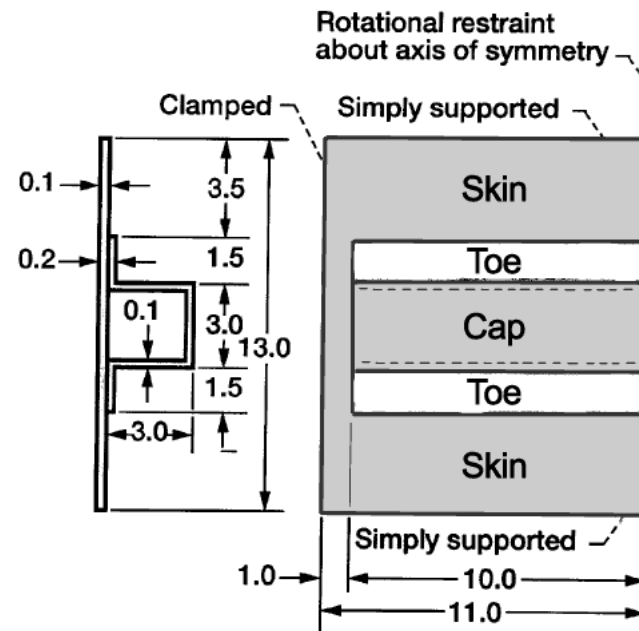 Rotational restraint
about axis of symmetry
Clamped
Simply supported
0.1
3.5
Skin
0.2
1.5
Toe
0.1
3.0
13.0
Cap
1.5
Toe
3.0
Skin
Simply supported
1.0
10.0
11.0